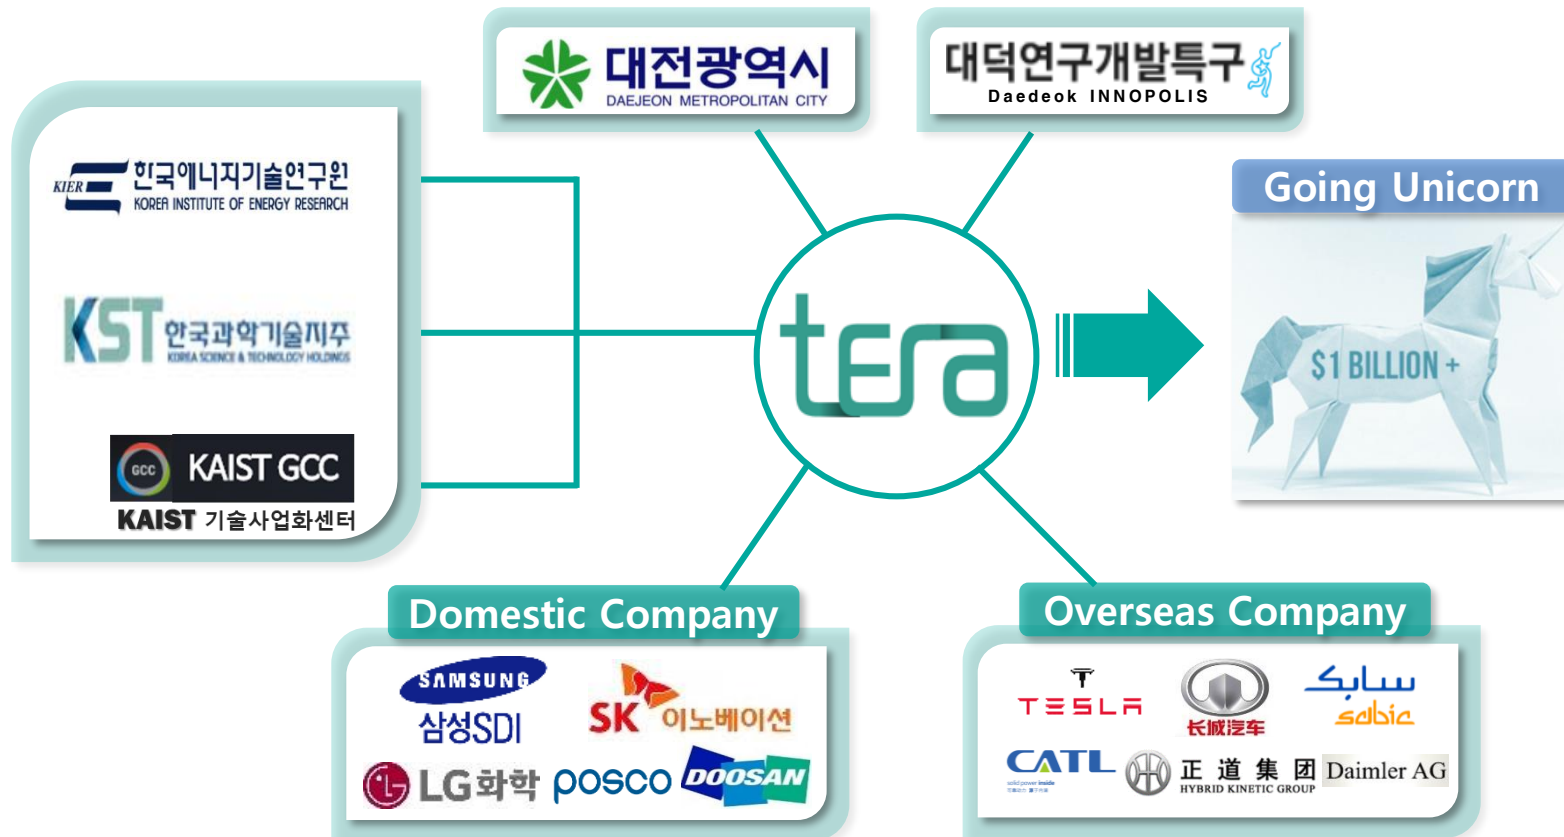 대전광역시
DAEJEON METROPOLITAN CITY
대덕연구개발특구
Daedeok INNOPOLIS
KIER 한국에너지기술연구원
KOREA INSTITUTE OF ENERGY RESEARCH
KST 한국과학기술지주
KOREA SCIENCE & TECHNOLOGY HOLDINGS
GCC KAIST GCC
KAIST 기술사업화센터
tera
Going Unicorn
$1 BILLION +
Domestic Company
SAMSUNG
삼성SDI
SK 이노베이션
LG화학
posco
DOOSAN
Overseas Company
TESLA
长城汽车
سابك
sabic
CATL
solid power inside
正道集团
HYBRID KINETIC GROUP
Daimler AG